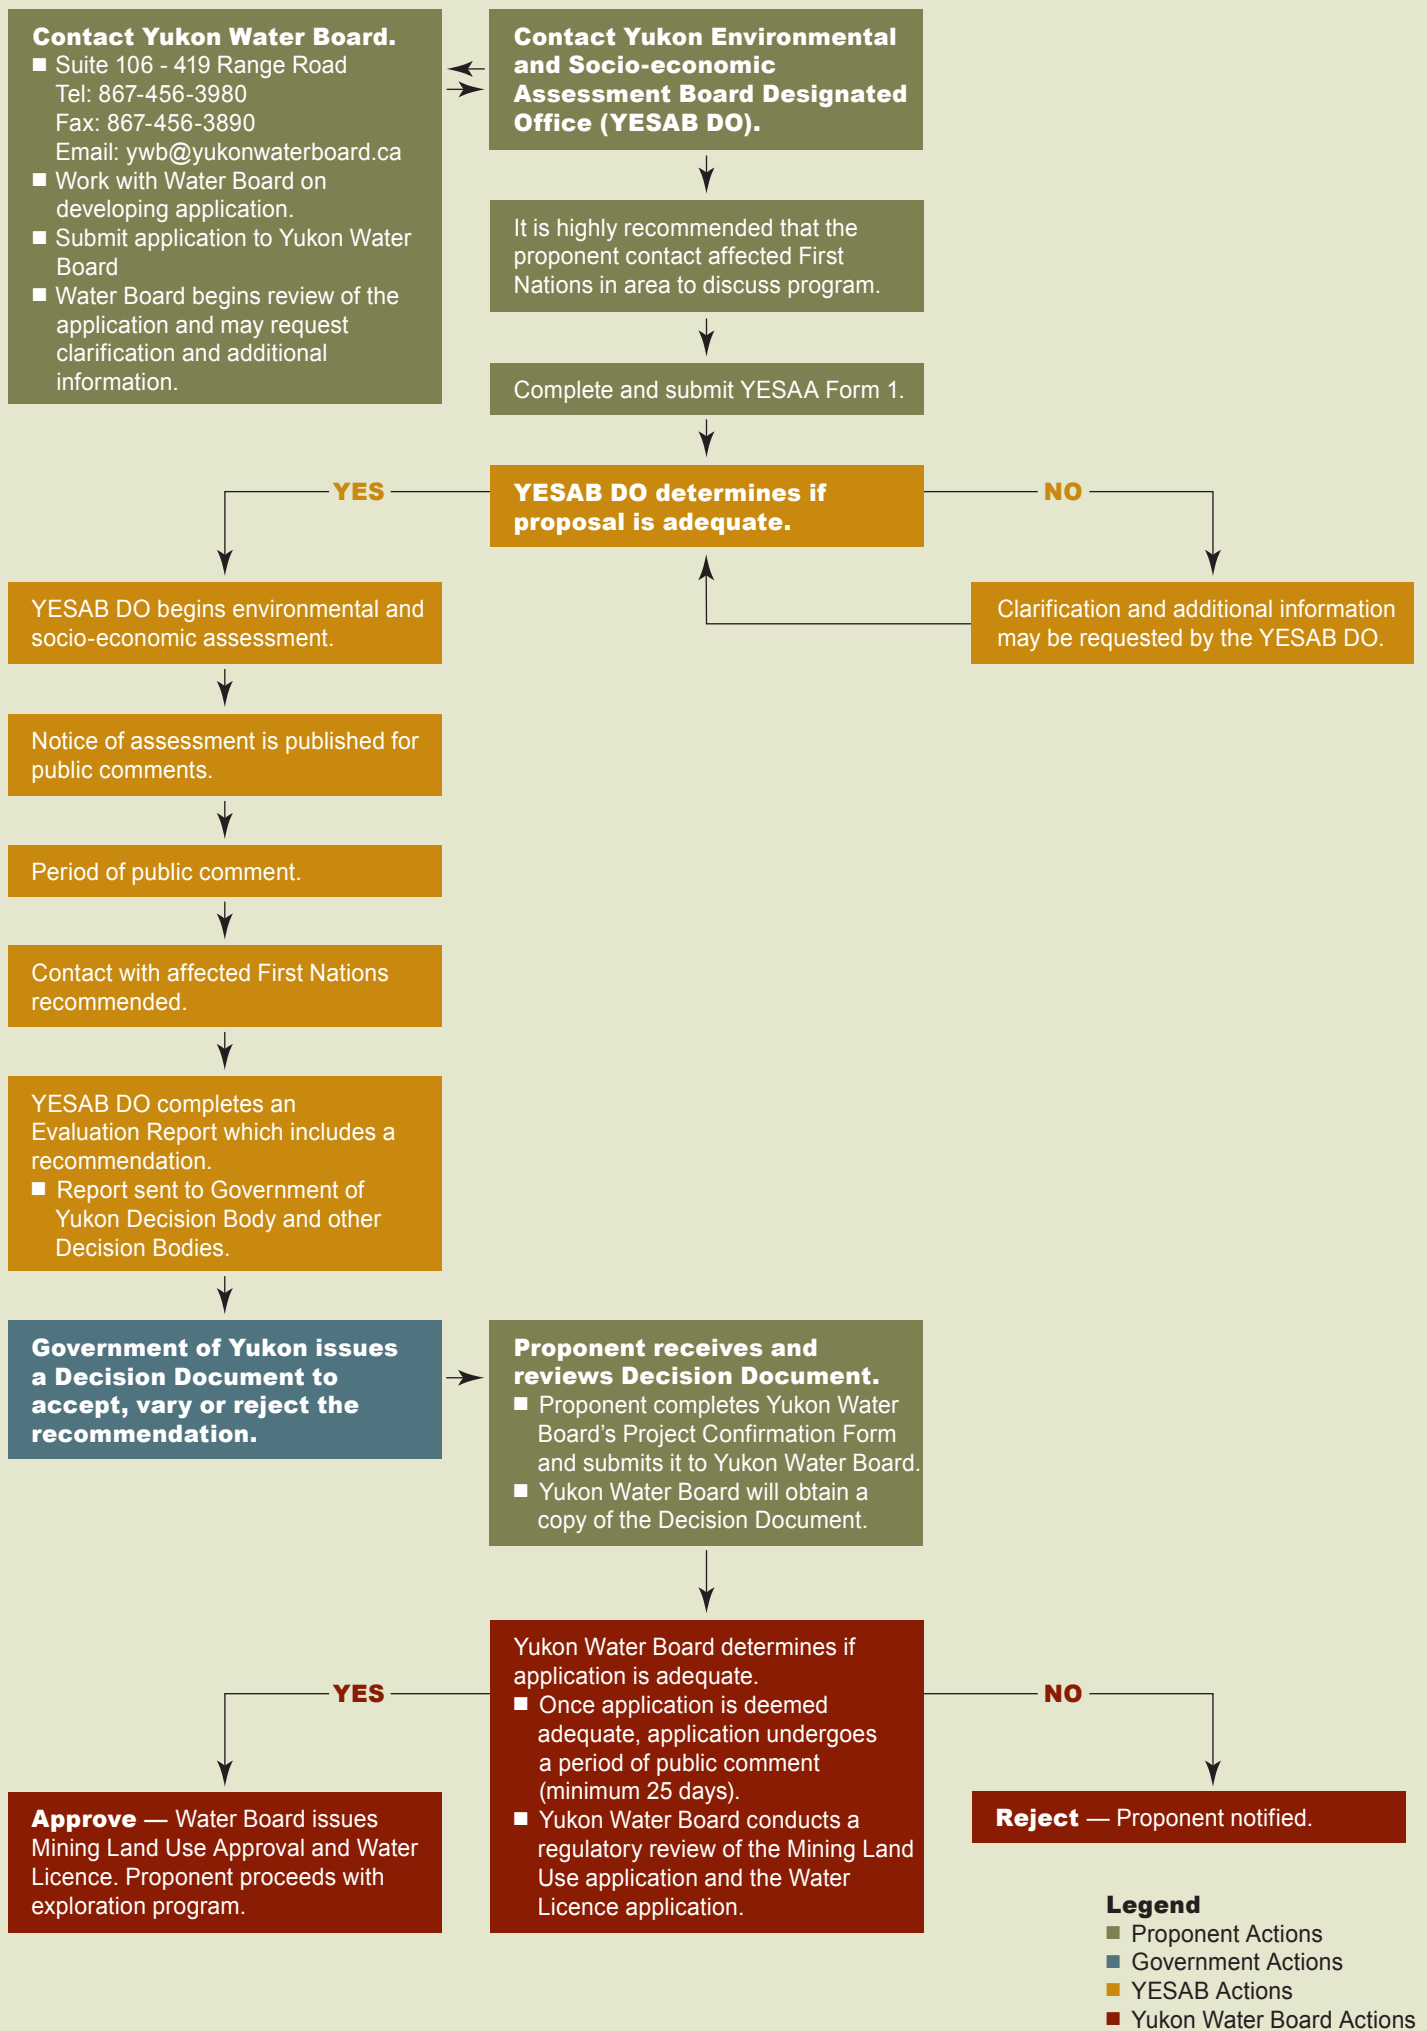 Contact Yukon Water Board.
■ Suite 106 - 419 Range Road
Tel: 867-456-3980
Fax: 867-456-3890
Email: ywb@yukonwaterboard.ca
■ Work with Water Board on
developing application.
■ Submit application to Yukon Water
Board
■ Water Board begins review of the
application and may request
clarification and additional
information.
Contact Yukon Environmental
and Socio-economic
Assessment Board Designated
Office (YESAB DO).
It is highly recommended that the
proponent contact affected First
Nations in area to discuss program.
Complete and submit YESAA Form 1.
YESAB DO determines if
proposal is adequate.
YES
NO
YESAB DO begins environmental and
socio-economic assessment.
Clarification and additional information
may be requested by the YESAB DO.
Notice of assessment is published for
public comments.
Period of public comment.
Contact with affected First Nations
recommended.
YESAB DO completes an
Evaluation Report which includes a
recommendation.
■ Report sent to Government of
Yukon Decision Body and other
Decision Bodies.
Government of Yukon issues
a Decision Document to
accept, vary or reject the
recommendation.
Proponent receives and
reviews Decision Document.
■ Proponent completes Yukon Water
Board's Project Confirmation Form
and submits it to Yukon Water Board.
■ Yukon Water Board will obtain a
copy of the Decision Document.
Yukon Water Board determines if
application is adequate.
■ Once application is deemed
adequate, application undergoes
a period of public comment
(minimum 25 days).
■ Yukon Water Board conducts a
regulatory review of the Mining Land
Use application and the Water
Licence application.
YES
NO
Approve — Water Board issues
Mining Land Use Approval and Water
Licence. Proponent proceeds with
exploration program.
Reject — Proponent notified.
Legend
■ Proponent Actions
■ Government Actions
■ YESAB Actions
■ Yukon Water Board Actions